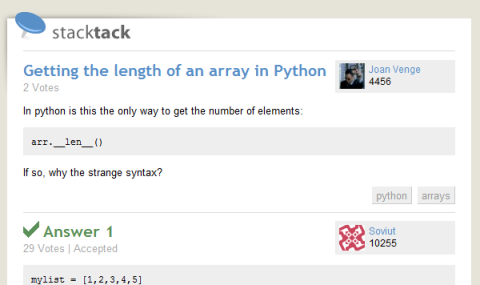 stacktack
Getting the length of an array in Python
Joan Venge
4456
2 Votes
In python is this the only way to get the number of elements:
arr.__len__()
If so, why the strange syntax?
python arrays
Answer 1
Soviut
10255
29 Votes | Accepted
mylist = [1,2,3,4,5]